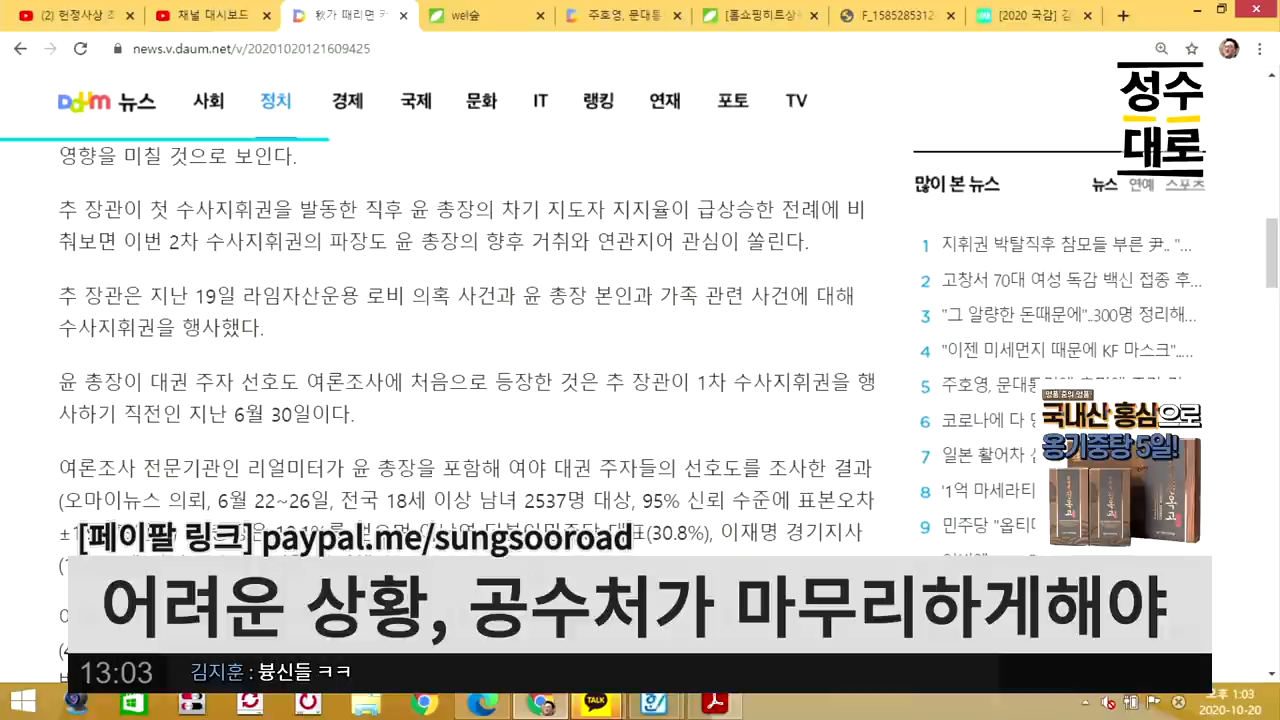 (2) 헌정사상 최
채널 대시보드
秋가 때리면 커
wel숲
주호영, 문대통
[홈쇼핑히트상
F_1585285312
[2020 국감] 김
news.v.daum.net/v/20201020121609425
Daum 뉴스 사회 정치 경제 국제 문화 IT 랭킹 연재 포토 TV
성수
대로
영향을 미칠 것으로 보인다.
추 장관이 첫 수사지휘권을 발동한 직후 윤 총장의 차기 지도자 지지율이 급상승한 전례에 비
춰보면 이번 2차 수사지휘권의 파장도 윤 총장의 향후 거취와 연관지어 관심이 쏠린다.
추 장관은 지난 19일 라임자산운용 로비 의혹 사건과 윤 총장 본인과 가족 관련 사건에 대해
수사지휘권을 행사했다.
윤 총장이 대권 주자 선호도 여론조사에 처음으로 등장한 것은 추 장관이 1차 수사지휘권을 행
사하기 직전인 지난 6월 30일이다.
여론조사 전문기관인 리얼미터가 윤 총장을 포함해 여야 대권 주자들의 선호도를 조사한 결과
(오마이뉴스 의뢰, 6월 22~26일, 전국 18세 이상 남녀 2537명 대상, 95% 신뢰 수준에 표본오차
(30.8%), 이재명 경기지사
많이 본 뉴스 뉴스 연예 스포츠
1 지휘권 박탈직후 참모들 부른 尹.. "...
2 고창서 70대 여성 독감 백신 접종 후...
3 "그 알량한 돈때문에"..300명 정리해...
4 "이젠 미세먼지 때문에 KF 마스크".....
5 주호영, 문대통
6 코로나에 다
7 일본 활어차
8 '1억 마세라티
9 민주당 "옵티머
명품 중의 명품
국내산 홍심으로
옹기중탕 5일!
[페이팔 링크] paypal.me/sungsooroad
어려운 상황, 공수처가 마무리하게해야
13:03 김지훈 : 븅신들 ㅋㅋ
TALK
오후 1:03
2020-10-20